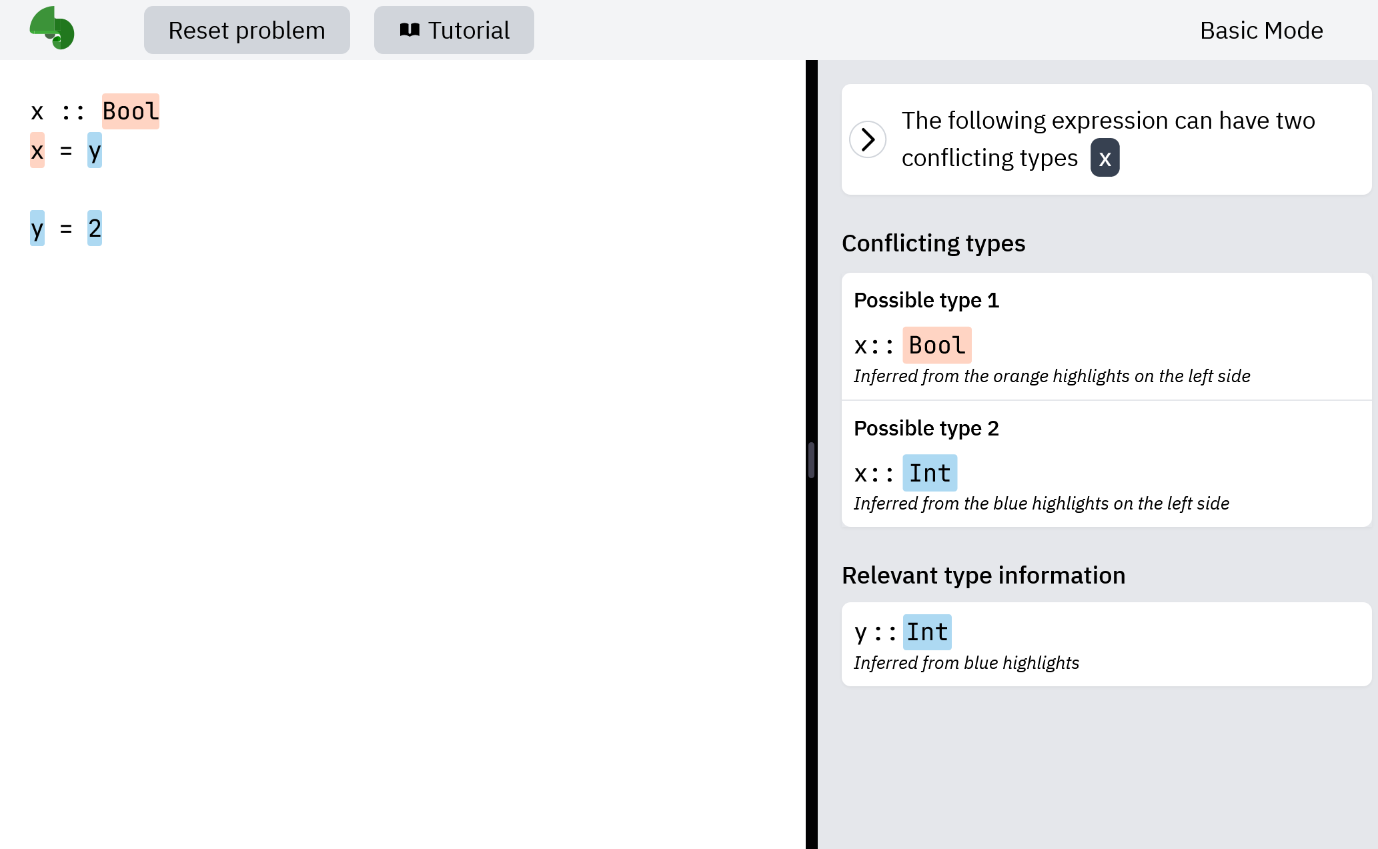 Reset problem
Tutorial
Basic Mode
x :: Bool
x = y
y = 2
The following expression can have two
conflicting types x
Conflicting types
Possible type 1
x:: Bool
Inferred from the orange highlights on the left side
Possible type 2
x:: Int
Inferred from the blue highlights on the left side
Relevant type information
y::Int
Inferred from blue highlights